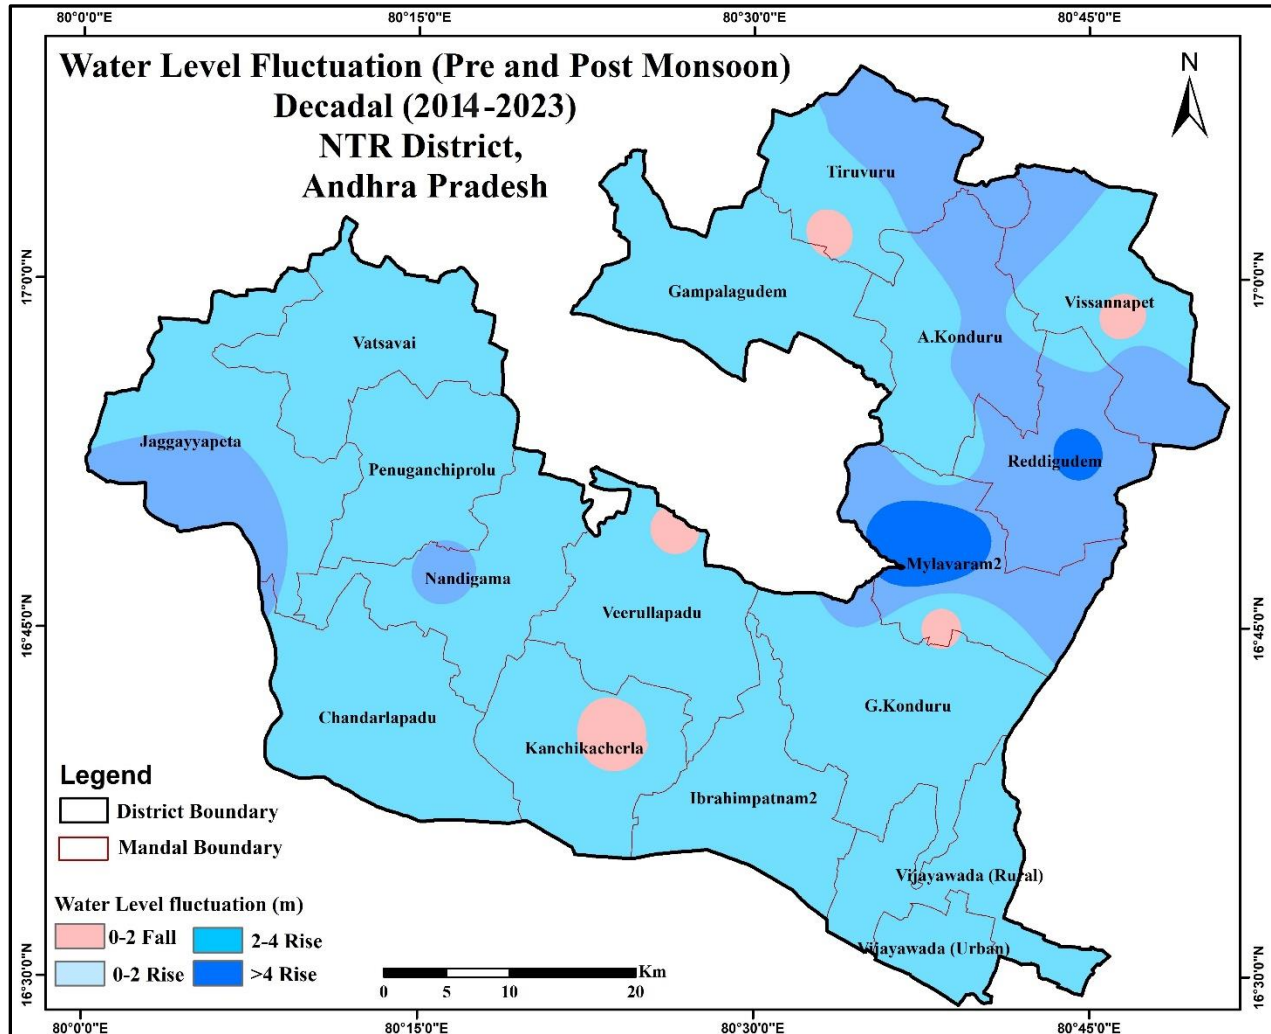 80°0'0"E 80°15'0"E 80°30'0"E 80°45'0"E
Water Level Fluctuation (Pre and Post Monsoon)
Decadal (2014-2023)
NTR District,
Andhra Pradesh
N
Tiruvuru
17°0'0"N 17°0'0"N
Gampalagudem
Vissannapet
A.Konduru
Vatsavai
Jaggayyapeta
Reddigudem
Penuganchiprolu
Mylavaram2
Nandigama
Veerullapadu
16°45'0"N 16°45'0"N
G.Konduru
Chandarlapadu
Kanchikacherla
Ibrahimpatnam2
Vijayawada (Rural)
Vijayawada (Urban)
Legend
District Boundary
Mandal Boundary
Water Level fluctuation (m)
0-2 Fall 2-4 Rise
0-2 Rise >4 Rise
Km
0 5 10 20
16°30'0"N 16°30'0"N
80°0'0"E 80°15'0"E 80°30'0"E 80°45'0"E